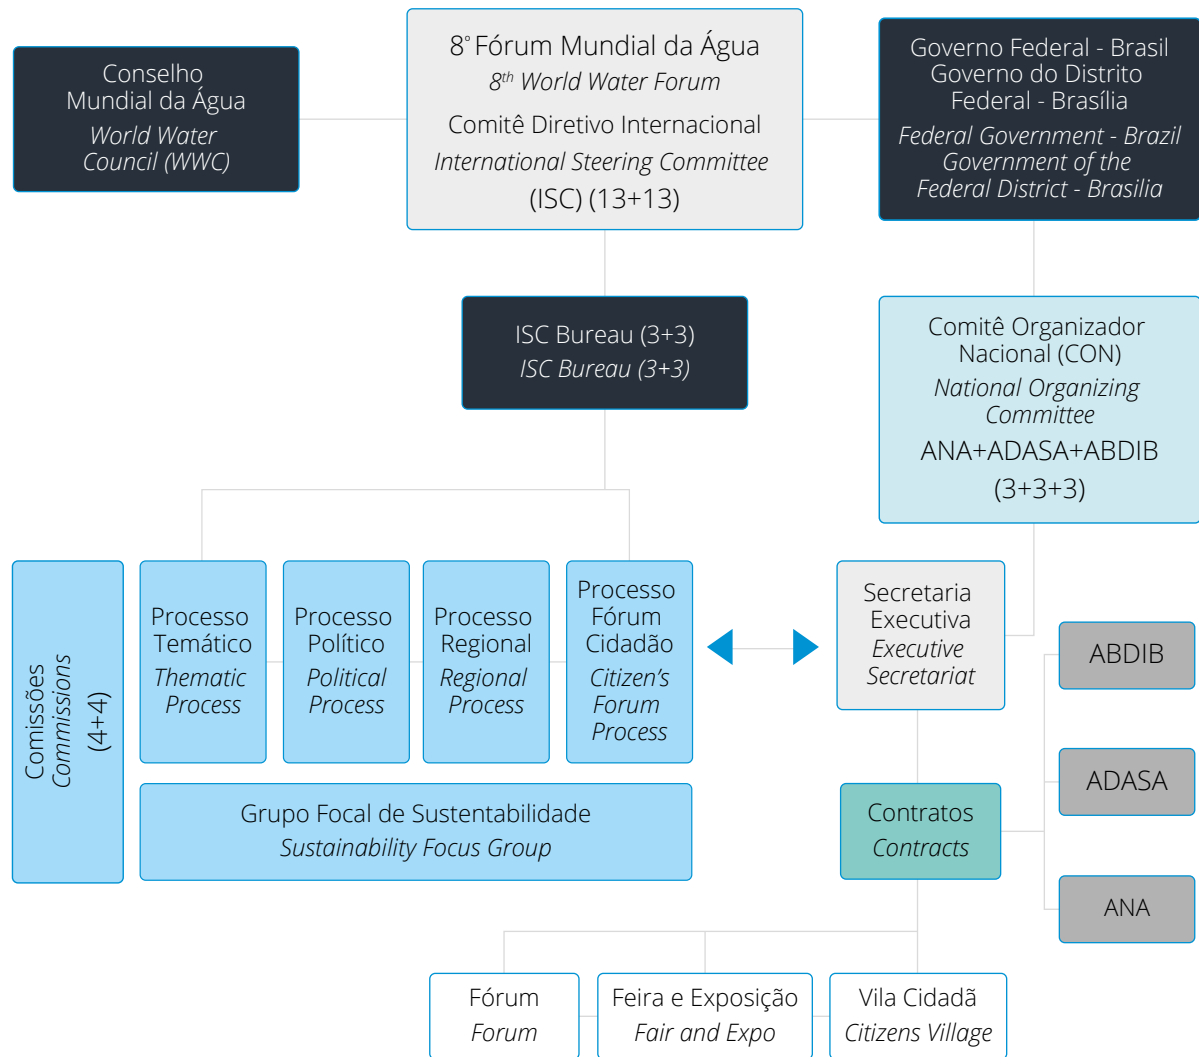 Conselho
Mundial da Água
World Water
Council (WWC)
8° Fórum Mundial da Água
8th World Water Forum
Comitê Diretivo Internacional
International Steering Committee
(ISC) (13+13)
Governo Federal - Brasil
Governo do Distrito
Federal - Brasília
Federal Government - Brazil
Government of the
Federal District - Brasilia
ISC Bureau (3+3)
ISC Bureau (3+3)
Comitê Organizador
Nacional (CON)
National Organizing
Committee
ANA+ADASA+ABDIB
(3+3+3)
Comissões
Commissions
(4+4)
Processo
Temático
Thematic
Process
Processo
Político
Political
Process
Processo
Regional
Regional
Process
Processo
Fórum
Cidadão
Citizen’s
Forum
Process
Secretaria
Executiva
Executive
Secretariat
ABDIB
ADASA
ANA
Grupo Focal de Sustentabilidade
Sustainability Focus Group
Contratos
Contracts
Fórum
Forum
Feira e Exposição
Fair and Expo
Vila Cidadã
Citizens Village